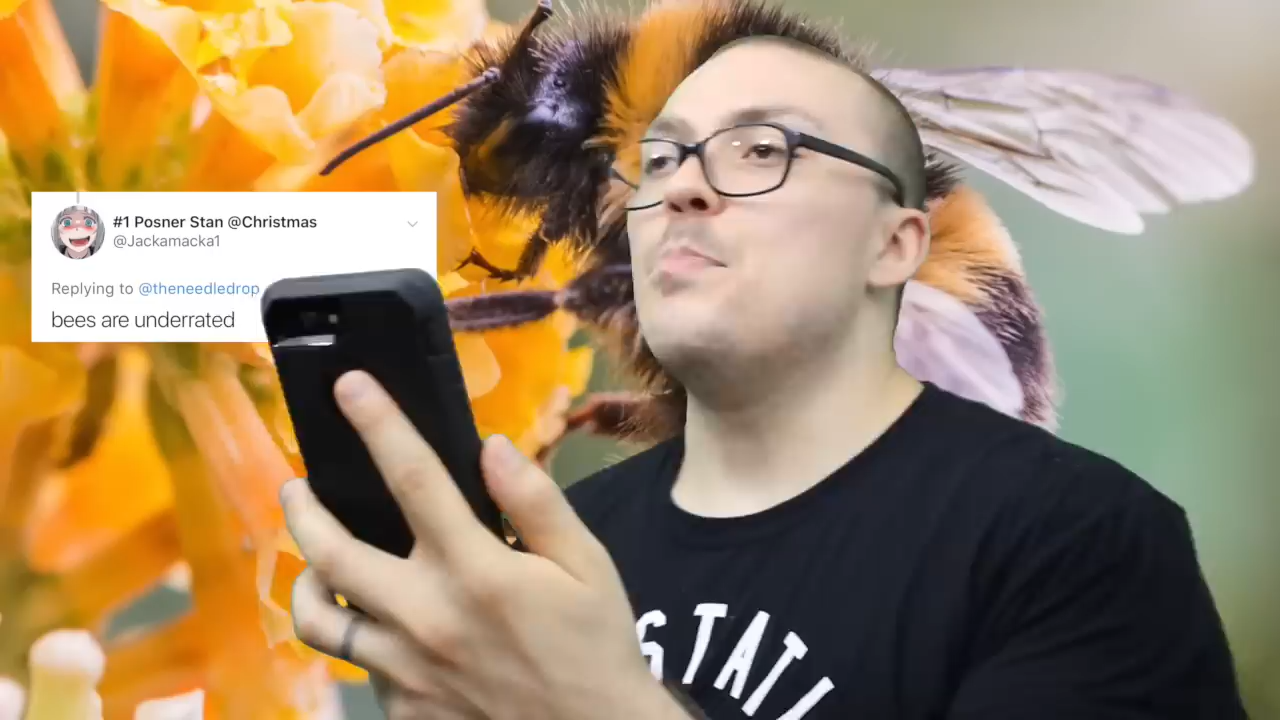 #1 Posner Stan @Christmas
@Jackamacka1
Replying to @theneedledrop
bees are underrated